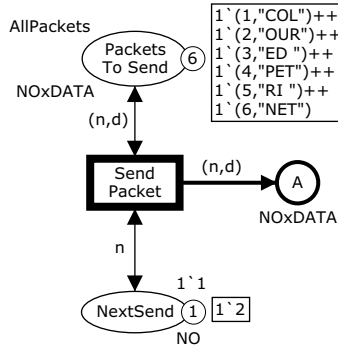 AllPackets
Packets
To Send
6
1`(1,"COL")++
1`(2,"OUR")++
1`(3,"ED ")++
1`(4,"PET")++
1`(5,"RI ")++
1`(6,"NET")
NOxDATA
(n,d)
Send
Packet
(n,d)
A
NOxDATA
n
1`1
NextSend
1
1`2
NO